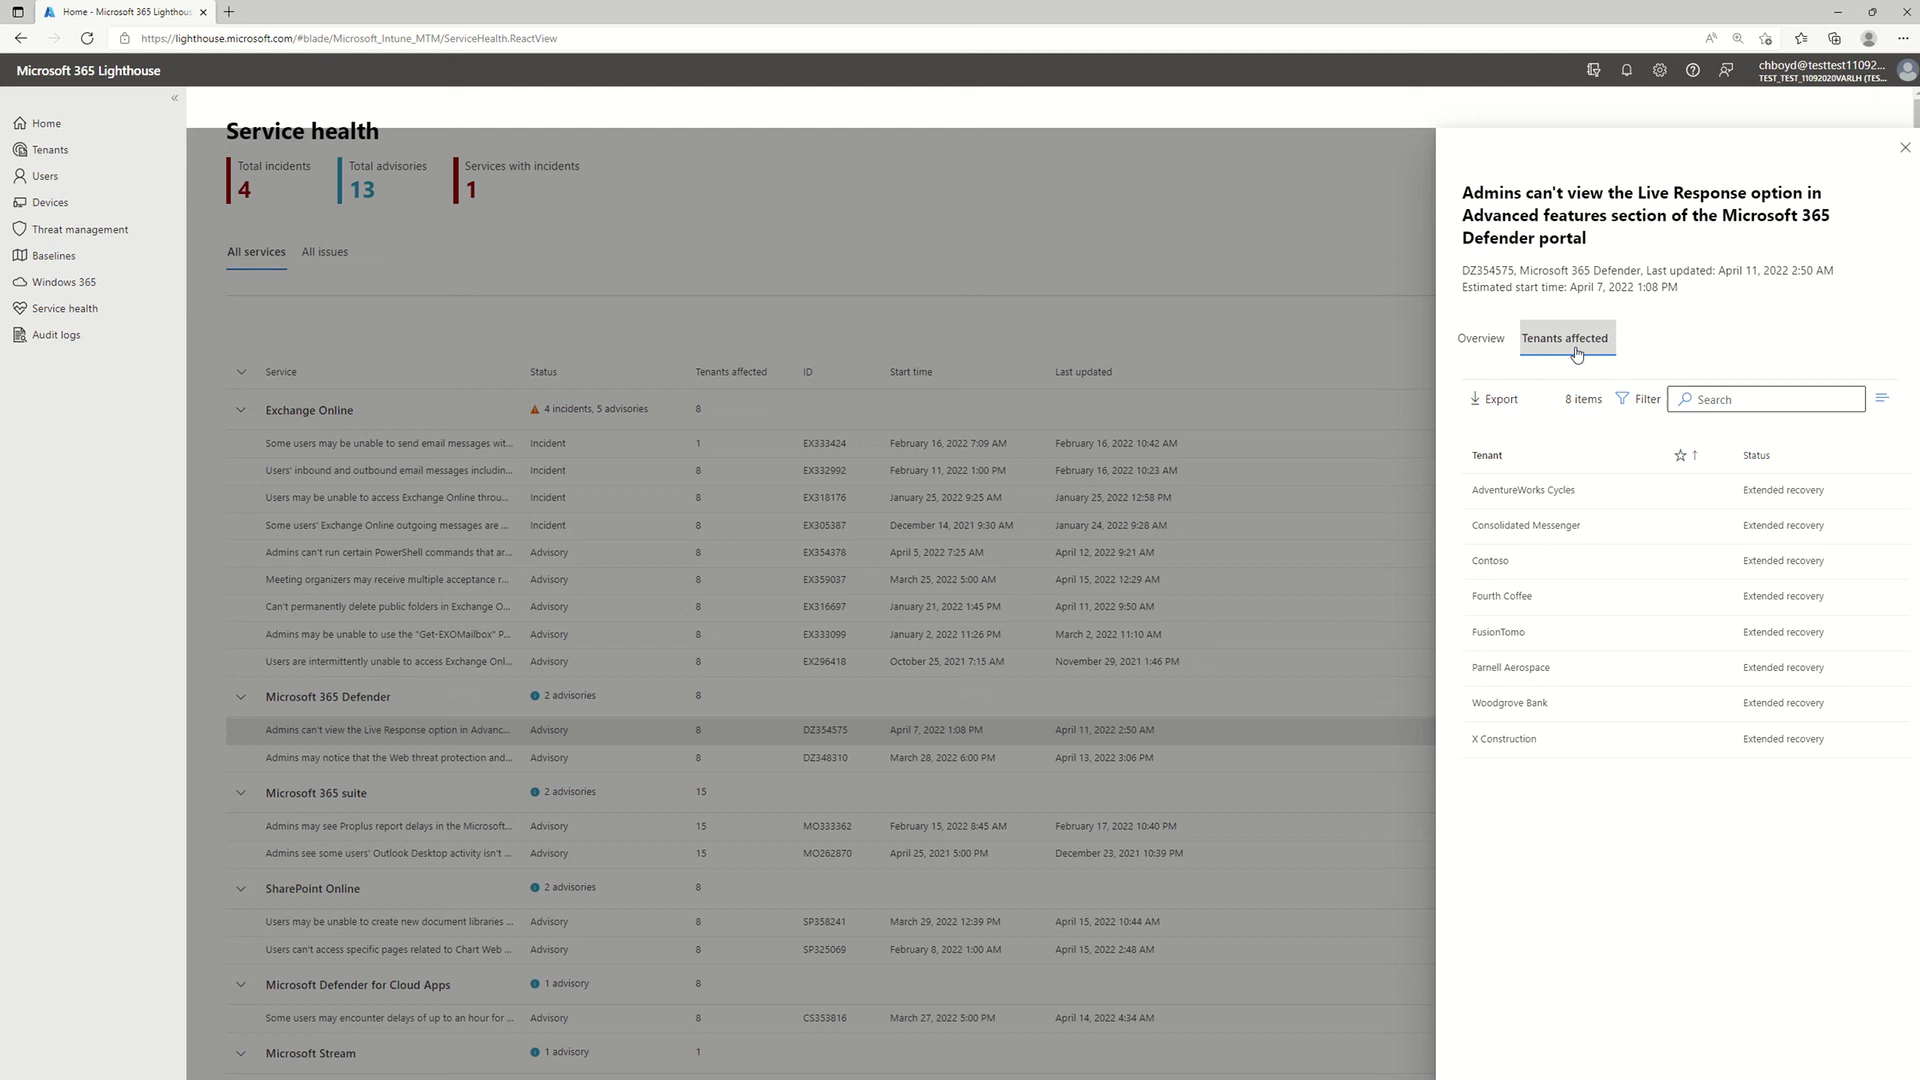 Home - Microsoft 365 Lighthou
https://lighthouse.microsoft.com/#blade/Microsoft_Intune_MTM/ServiceHealth.ReactView
Microsoft 365 Lighthouse
chboyd@testtest11092...
TEST_TEST_11092020VARLH (TES...
Home
Tenants
Users
Devices
Threat management
Baselines
Windows 365
Service health
Audit logs
Service health
Total incidents
4
Total advisories
13
Services with incidents
1
All services All issues
Service Status Tenants affected ID Start time Last updated
Exchange Online 4 incidents, 5 advisories 8
Some users may be unable to send email messages wit... Incident 1 EX333424 February 16, 2022 7:09 AM February 16, 2022 10:42 AM
Users' inbound and outbound email messages includin... Incident 8 EX332992 February 11, 2022 1:00 PM February 16, 2022 10:23 AM
Users may be unable to access Exchange Online throu... Incident 8 EX318176 January 25, 2022 9:25 AM January 25, 2022 12:58 PM
Some users' Exchange Online outgoing messages are ... Incident 8 EX305387 December 14, 2021 9:30 AM January 24, 2022 9:28 AM
Admins can't run certain PowerShell commands that ar... Advisory 8 EX354378 April 5, 2022 7:25 AM April 12, 2022 9:21 AM
Meeting organizers may receive multiple acceptance r... Advisory 8 EX359037 March 25, 2022 5:00 AM April 15, 2022 12:29 AM
Can't permanently delete public folders in Exchange O... Advisory 8 EX316697 January 21, 2022 1:45 PM April 11, 2022 9:50 AM
Admins may be unable to use the "Get-EXOMailbox" P... Advisory 8 EX333099 January 2, 2022 11:26 PM March 2, 2022 11:10 AM
Users are intermittently unable to access Exchange Onl... Advisory 8 EX296418 October 25, 2021 7:15 AM November 29, 2021 1:46 PM
Microsoft 365 Defender 2 advisories 8
Admins can't view the Live Response option in Advanc... Advisory 8 DZ354575 April 7, 2022 1:08 PM April 11, 2022 2:50 AM
Admins may notice that the Web threat protection and... Advisory 8 DZ348310 March 28, 2022 6:00 PM April 13, 2022 3:06 PM
Microsoft 365 suite 2 advisories 15
Admins may see Proplus report delays in the Microsoft... Advisory 15 MO333362 February 15, 2022 8:45 AM February 17, 2022 10:40 PM
Admins see some users' Outlook Desktop activity isn't ... Advisory 15 MO262870 April 25, 2021 5:00 PM December 23, 2021 10:39 PM
SharePoint Online 2 advisories 8
Users may be unable to create new document libraries ... Advisory 8 SP358241 March 29, 2022 12:39 PM April 15, 2022 10:44 AM
Users can't access specific pages related to Chart Web ... Advisory 8 SP325069 February 8, 2022 1:00 AM April 15, 2022 2:48 AM
Microsoft Defender for Cloud Apps 1 advisory 8
Some users may encounter delays of up to an hour for ... Advisory 8 CS353816 March 27, 2022 5:00 PM April 14, 2022 4:34 AM
Microsoft Stream 1 advisory 1
Admins can't view the Live Response option in
Advanced features section of the Microsoft 365
Defender portal
DZ354575, Microsoft 365 Defender, Last updated: April 11, 2022 2:50 AM
Estimated start time: April 7, 2022 1:08 PM
Overview Tenants affected
Export 8 items Filter Search
Tenant Status
AdventureWorks Cycles Extended recovery
Consolidated Messenger Extended recovery
Contoso Extended recovery
Fourth Coffee Extended recovery
FusionTomo Extended recovery
Parnell Aerospace Extended recovery
Woodgrove Bank Extended recovery
X Construction Extended recovery